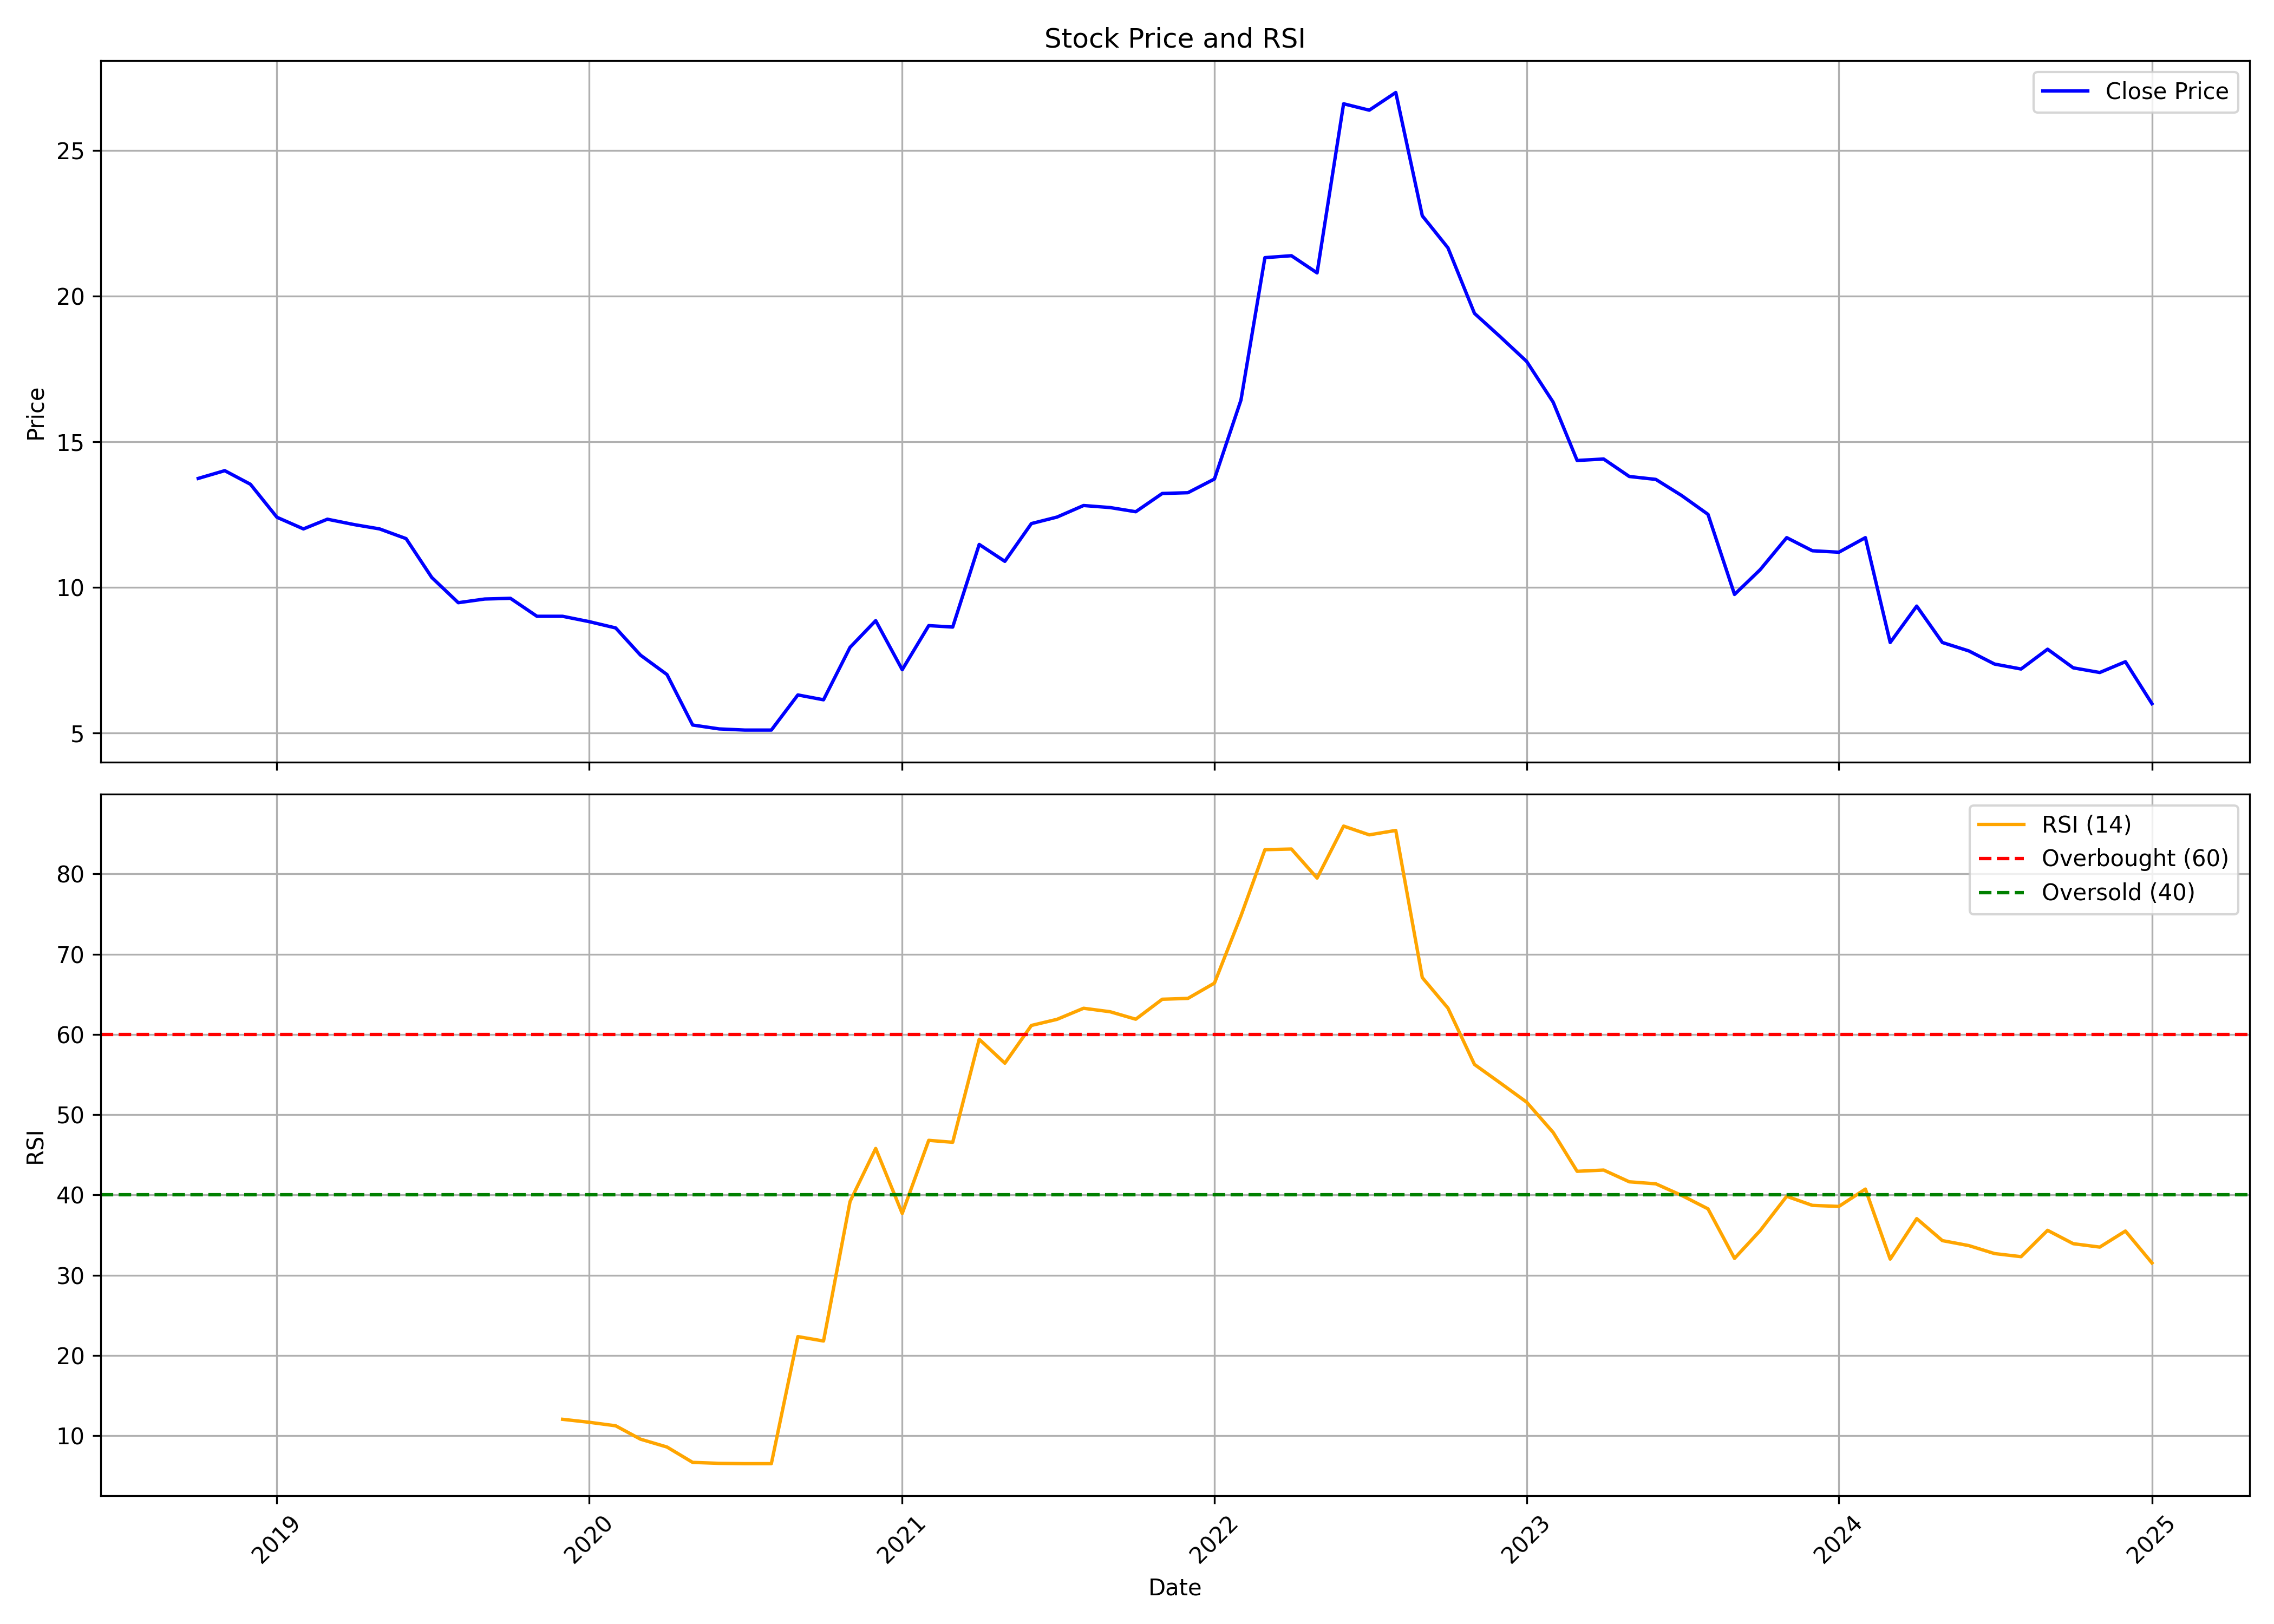 Stock Price and RSI
Close Price
Price
25
20
15
10
5
RSI (14)
Overbought (60)
Oversold (40)
RSI
80
70
60
50
40
30
20
10
2019
2020
2021
2022
2023
2024
2025
Date